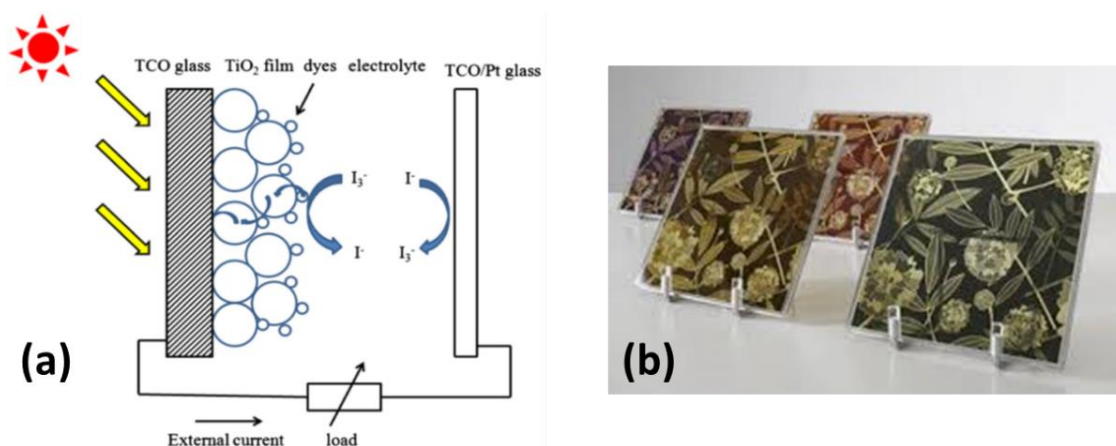 TCO glass TiO₂ film dyes electrolyte TCO/Pt glass
I₃⁻ I⁻
I⁻ I₃⁻
(a)
External current load
(b)